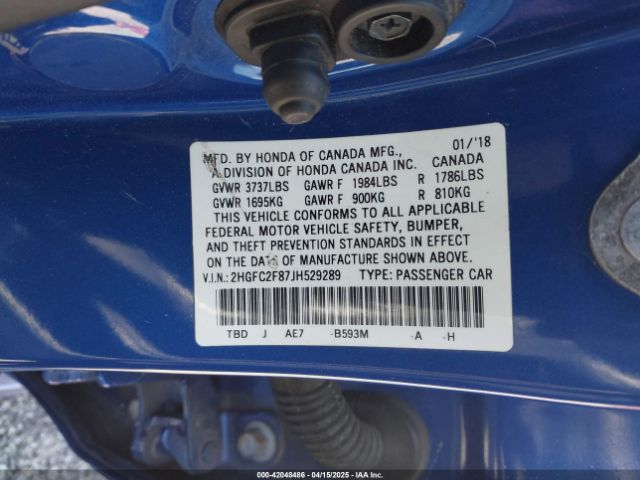 MFD. BY HONDA OF CANADA MFG., 01/'18
A DIVISION OF HONDA CANADA INC. CANADA
GVWR 3737LBS GAWR F 1984LBS R 1786LBS
GVWR 1695KG GAWR F 900KG R 810KG
THIS VEHICLE CONFORMS TO ALL APPLICABLE
FEDERAL MOTOR VEHICLE SAFETY, BUMPER,
AND THEFT PREVENTION STANDARDS IN EFFECT
ON THE DATE OF MANUFACTURE SHOWN ABOVE.
V.I.N.: 2HGFC2F87JH529289 TYPE: PASSENGER CAR
TBD J AE7 -B593M -A -H
000-42048486 - 04/15/2025 - IAA Inc.